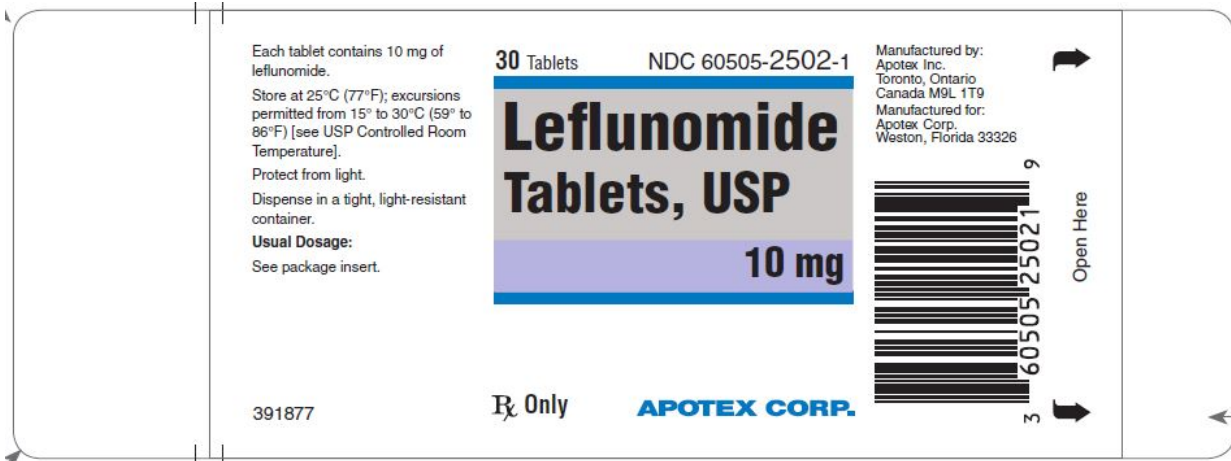 Each tablet contains 10 mg of
leflunomide.
Store at 25°C (77°F); excursions
permitted from 15° to 30°C (59° to
86°F) [see USP Controlled Room
Temperature].
Protect from light.
Dispense in a tight, light-resistant
container.
Usual Dosage:
See package insert.
391877
30 Tablets NDC 60505-2502-1
Leflunomide
Tablets, USP
10 mg
Rx Only APOTEX CORP.
Manufactured by:
Apotex Inc.
Toronto, Ontario
Canada M9L 1T9
Manufactured for:
Apotex Corp.
Weston, Florida 33326
3 60505 25021 9
Open Here